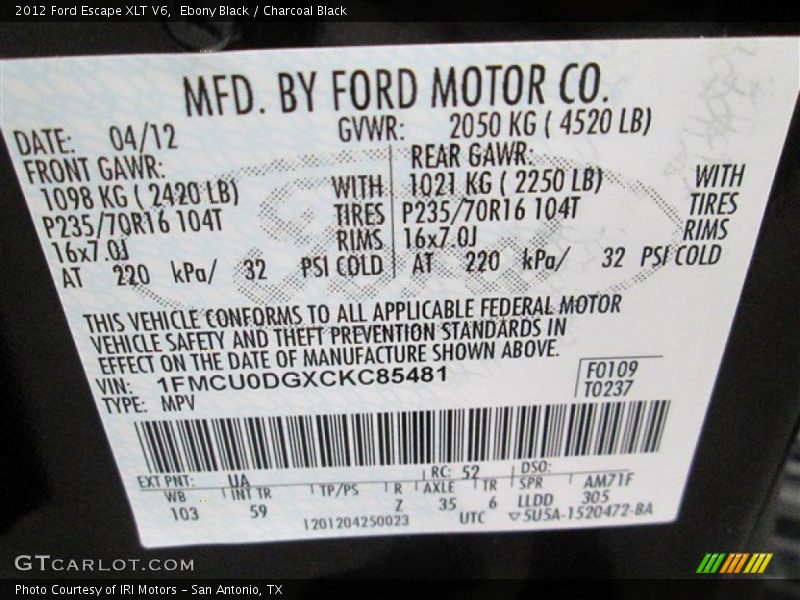 2012 Ford Escape XLT V6,  Ebony Black / Charcoal Black
MFD. BY FORD MOTOR CO.
DATE: 04/12 GVWR: 2050 KG ( 4520 LB)
FRONT GAWR: REAR GAWR:
1098 KG ( 2420 LB) WITH 1021 KG ( 2250 LB) WITH
P235/70R16 104T TIRES P235/70R16 104T TIRES
16x7.0J RIMS 16x7.0J RIMS
AT 220 kPa/ 32 PSI COLD AT 220 kPa/ 32 PSI COLD
Ford
THIS VEHICLE CONFORMS TO ALL APPLICABLE FEDERAL MOTOR
VEHICLE SAFETY AND THEFT PREVENTION STANDARDS IN
EFFECT ON THE DATE OF MANUFACTURE SHOWN ABOVE.
VIN: 1FMCU0DGXCKC85481 F0109
TYPE: MPV T0237
EXT PNT: UA RC: 52 DSO:
WB INT TR TP/PS R AXLE TR SPR AM71F
103 59 Z 35 6 LLDD 305
1201204250023 UTC ▽5U5A-1520472-BA
GTCARLOT.COM
Photo Courtesy of IRI Motors – San Antonio, TX